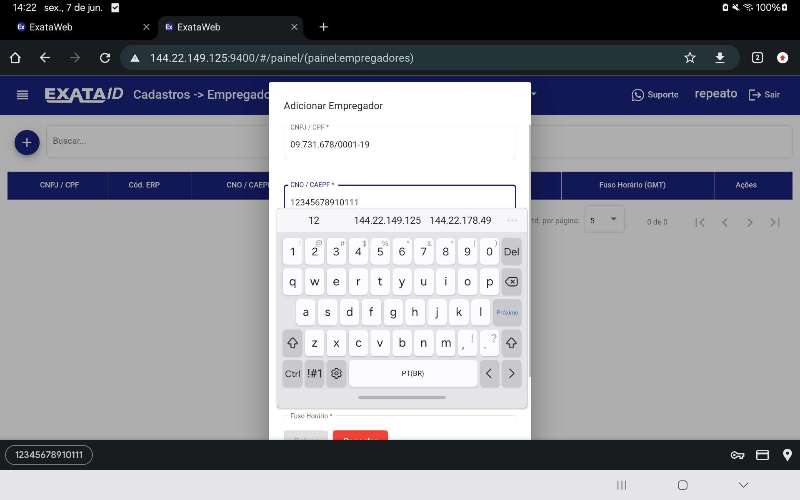 14:22 sex., 7 de jun. 100%
Ex ExataWeb
Ex ExataWeb
144.22.149.125:9400/#/painel/(painel:empregadores)
2
EXATAID
Cadastros -> Empregado
Suporte
repeato
Sair
Adicionar Empregador
CNPJ / CPF *
09.731.678/0001-19
Buscar...
CNPJ / CPF
Cód. ERP
CNO / CAEPF
Fuso Horário (GMT)
Ações
CNO / CAEPF *
12345678910111
por página:
5
0 de 0
12 144.22.149.125 144.22.178.49 ...
1 2 3 4 5 6 7 8 9 0 Del
@ # $ % ^ & * ( )
q w e r t y u i o p
a s d f g h j k l Próximo
z x c v b n m , ! . ?
Ctrl !#1 PT(BR) < >
Fuso Horário *
12345678910111